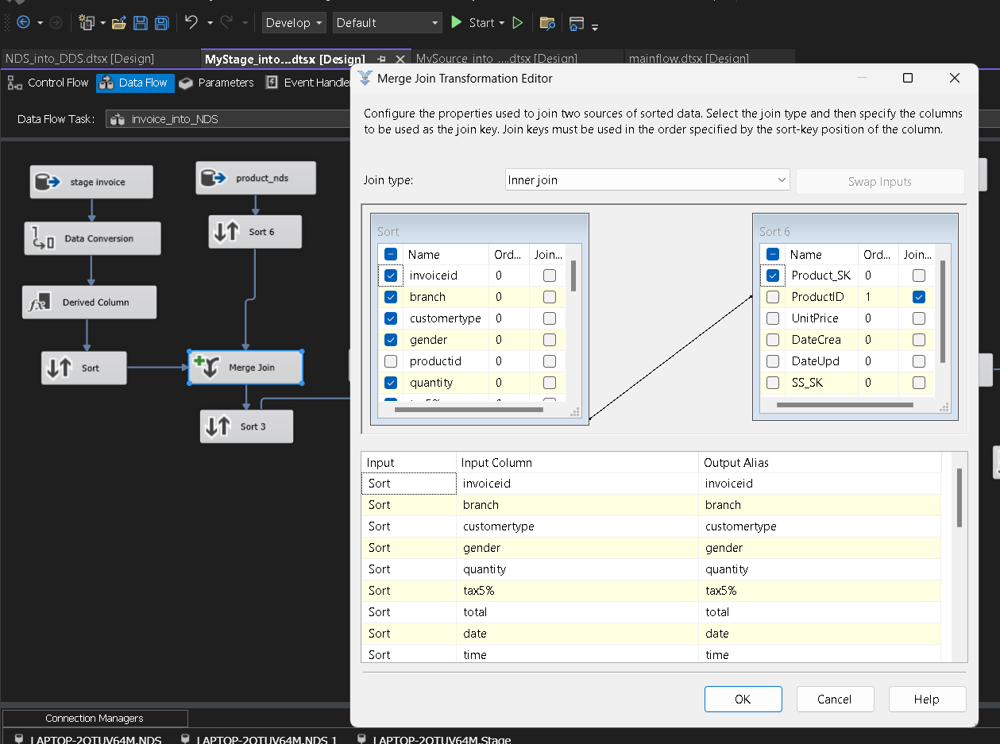 Develop Default Start
NDS_into_DDS.dtsx [Design] MyStage_into...dtsx [Design] MySource_into_....dtsx [Design] mainflow.dtsx [Design]
Control Flow Data Flow Parameters Event Handler
Data Flow Task: invoice_into_NDS
stage invoice
product_nds
Data Conversion
Sort 6
Derived Column
Sort
Merge Join
Sort 3
Merge Join Transformation Editor
Configure the properties used to join two sources of sorted data. Select the join type and then specify the columns
to be used as the join key. Join keys must be used in the order specified by the sort-key position of the column.
Join type: Inner join Swap Inputs
Sort
Name Ord... Join...
invoiceid 0
branch 0
customertype 0
gender 0
productid 0
quantity 0
tax5% 0
Sort 6
Name Ord... Join...
Product_SK 0
ProductID 1
UnitPrice 0
DateCrea 0
DateUpd 0
SS_SK 0
Input Input Column Output Alias
Sort invoiceid invoiceid
Sort branch branch
Sort customertype customertype
Sort gender gender
Sort quantity quantity
Sort tax5% tax5%
Sort total total
Sort date date
Sort time time
OK Cancel Help
Connection Managers
LAPTOP-2OTUV64M.NDS LAPTOP-2OTUV64M.NDS 1 LAPTOP-2OTUV64M.Stage